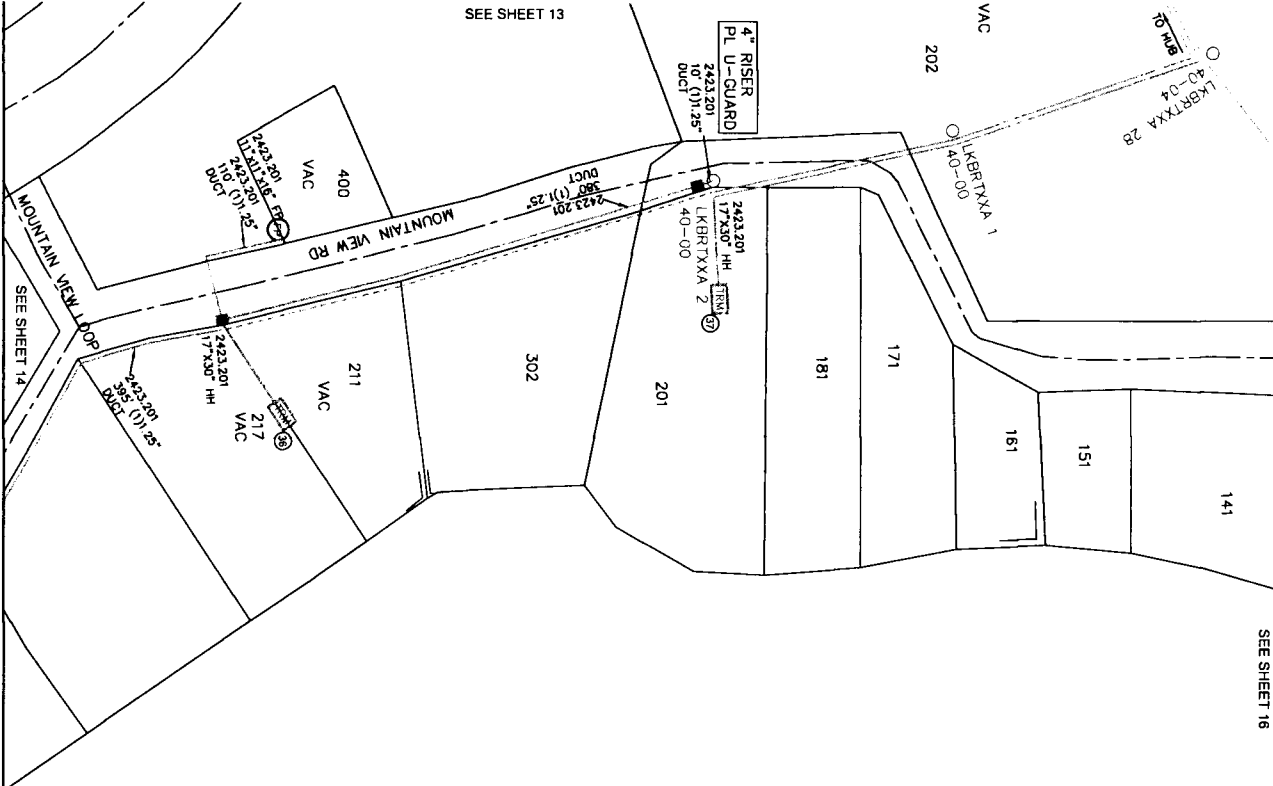 SEE SHEET 13
VAC
202
TO HUB
LKBRTXXA 28
40-04
LKBRTXXA 1
40-00
4" RISER
PL U-GUARD
2423.201
10' (1)1.25"
DUCT
2423.201
17"X30" HH
LKBRTXXA 2
40-00
TRM
37
2423.201
380' (1)1.25"
DUCT
MOUNTAIN VIEW RD
400
VAC
2423.201
11"X11"X16"
2423.201
110' (1)1.25"
DUCT
MOUNTAIN VIEW LOOP
SEE SHEET 14
2423.201
395' (1)1.25"
DUCT
2423.201
17"X30" HH
211
VAC
217
VAC
TRM
36
302
201
181
171
161
151
141
SEE SHEET 16